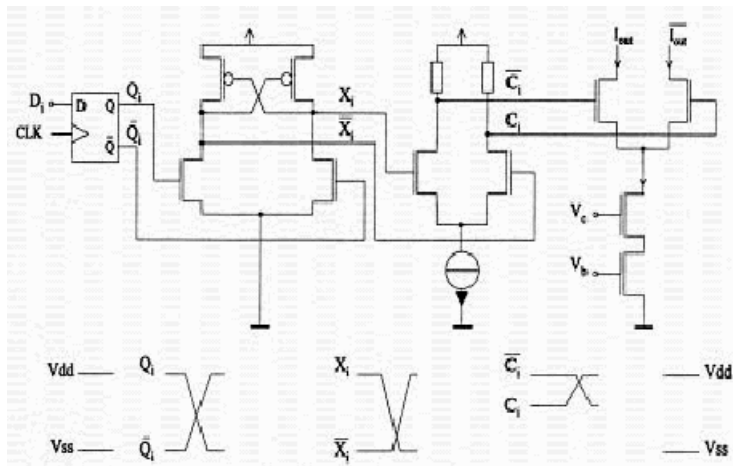 I_out  I̅_out
Q_i
X_i
C̅_i
D_i  D  Q
X̅_i
C_i
CLK  Q̄  Q̄_i
V_c
V_b
Vdd  Q_i  X_i  C̅_i  Vdd
C_i
Vss  Q̄_i  X̅_i  Vss